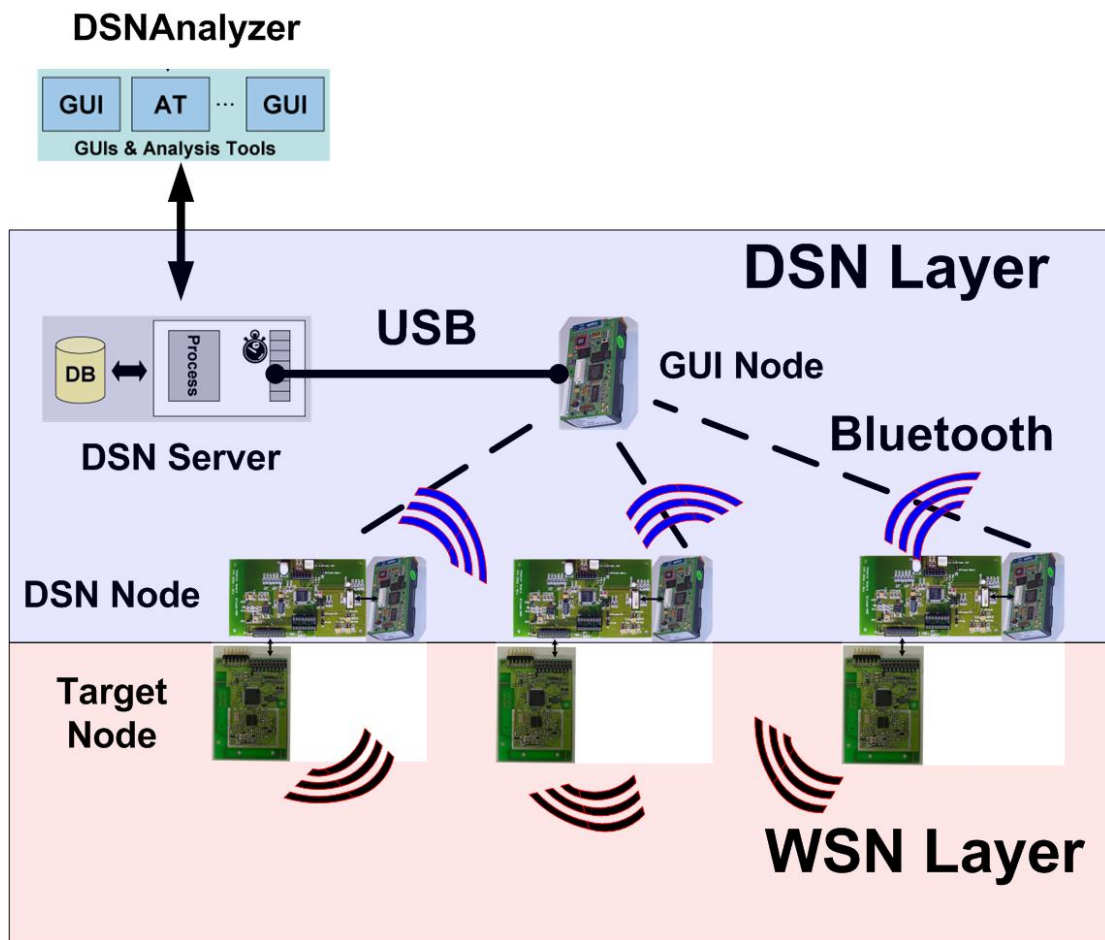 DSNAnalyzer
GUI
AT
...
GUI
GUIs & Analysis Tools
DSN Layer
USB
DB
Process
GUI Node
DSN Server
Bluetooth
DSN Node
Target
Node
WSN Layer